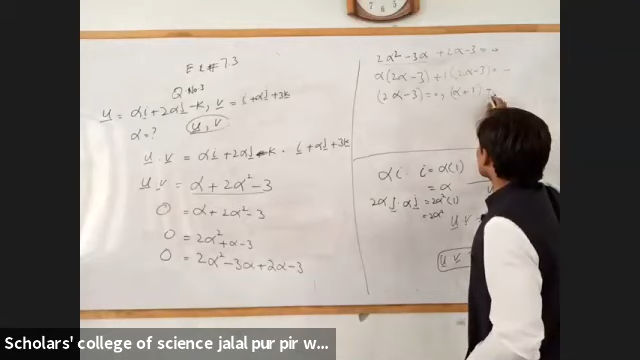 Ex # 7.3
Q No.3
u = αi + 2αj - k, v = i + αj + 3k
α = ?
u, v
u . v = αi + 2αj - k . i + αj + 3k
u v = α + 2α² - 3
0 = α + 2α² - 3
0 = 2α² + α - 3
0 = 2α² - 3α + 2α - 3
2α² - 3α + 2α - 3 = 0
α(2α - 3) + 1(2α - 3) =
(2α - 3) = 0, (α + 1) =
αi . i = α(1)
= α
2αj . αj = 2α²(1)
= 2α²
u v
u v
Scholars' college of science jalal pur pir w...